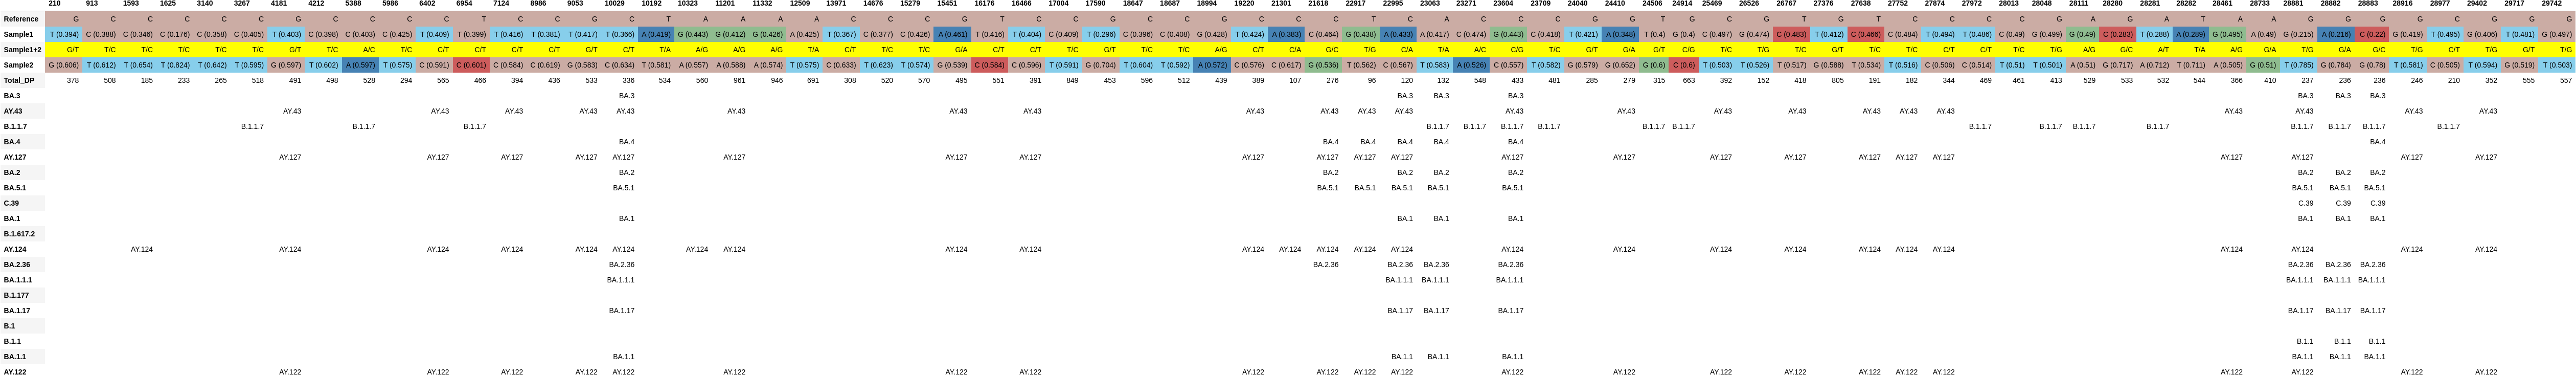 210 913 1593 1625 3140 3267 4181 4212 5388 5986 6402 6954 7124 8986 9053 10029 10192 10323 11201 11332 12509 13971 14676 15279 15451 16176 16466 17004 17590 18647 18687 18994 19220 21301 21618 22917 22995 23063 23271 23604 23709 24040 24410 24506 24914 25469 26526 26767 27376 27638 27752 27874 27972 28013 28048 28111 28280 28281 28282 28461 28733 28881 28882 28883 28916 28977 29402 29717 29742
Reference G C C C C C G C C C C T C C G C T A A A A C C C G T C C G C C G C C C T C A C C C G G T G C G T G T C C C C G A G A T A G G G G G C G G G
Sample1 T (0.394) C (0.388) C (0.346) C (0.176) C (0.358) C (0.405) T (0.403) C (0.398) C (0.403) C (0.425) T (0.409) T (0.399) T (0.416) T (0.381) T (0.417) T (0.366) A (0.419) G (0.443) G (0.412) G (0.426) A (0.425) T (0.367) C (0.377) C (0.426) A (0.461) T (0.416) T (0.404) C (0.409) T (0.296) C (0.396) C (0.408) G (0.428) T (0.424) A (0.383) C (0.464) G (0.438) A (0.433) A (0.417) A (0.474) G (0.443) C (0.418) T (0.421) A (0.348) T (0.4) G (0.4) C (0.497) G (0.474) C (0.483) T (0.412) C (0.466) C (0.484) T (0.494) T (0.486) C (0.49) G (0.499) G (0.49) C (0.283) T (0.288) A (0.289) G (0.495) A (0.49) G (0.215) A (0.216) C (0.22) G (0.419) T (0.495) G (0.406) T (0.481) G (0.497)
Sample1+2 G/T T/C T/C T/C T/C T/C G/T T/C A/C T/C C/T T/C C/T C/T G/T C/T T/A A/G A/G A/G T/A C/T T/C T/C G/A C/T C/T T/C G/T T/C T/C A/G C/T C/A G/C T/G C/A T/A A/C C/G T/C G/T G/A G/T C/G T/C T/G T/C G/T T/C T/C C/T C/T T/C T/G A/G G/C A/T T/A A/G G/A T/G G/A G/C T/G C/T T/G G/T T/G
Sample2 G (0.606) T (0.612) T (0.654) T (0.824) T (0.642) T (0.595) G (0.597) T (0.602) A (0.597) T (0.575) C (0.591) C (0.601) C (0.584) C (0.619) G (0.583) C (0.634) T (0.581) A (0.557) A (0.588) A (0.574) T (0.575) C (0.633) T (0.623) T (0.574) G (0.539) C (0.584) C (0.596) T (0.591) G (0.704) T (0.604) T (0.592) A (0.572) C (0.576) C (0.617) G (0.536) T (0.562) C (0.567) T (0.583) A (0.526) C (0.557) T (0.582) G (0.579) G (0.652) G (0.6) C (0.6) T (0.503) T (0.526) T (0.517) G (0.588) T (0.534) T (0.516) C (0.506) C (0.514) T (0.51) T (0.501) A (0.51) G (0.717) A (0.712) T (0.711) A (0.505) G (0.51) T (0.785) G (0.784) G (0.78) T (0.581) C (0.505) T (0.594) G (0.519) T (0.503)
Total_DP 378 508 185 233 265 518 491 498 528 294 565 466 394 436 533 336 534 560 961 946 691 308 520 570 495 551 391 849 453 596 512 439 389 107 276 96 120 132 548 433 481 285 279 315 663 392 152 418 805 791 191 182 344 469 461 413 529 533 532 544 366 410 237 236 236 246 210 352 555 557
BA.3 BA.3 BA.3 BA.3 BA.3 BA.3 BA.3 BA.3
AY.43 AY.43 AY.43 AY.43 AY.43 AY.43 AY.43 AY.43 AY.43 AY.43 AY.43 AY.43 AY.43 AY.43 AY.43 AY.43 AY.43 AY.43 AY.43 AY.43 AY.43 AY.43 AY.43 AY.43
B.1.1.7 B.1.1.7 B.1.1.7 B.1.1.7 B.1.1.7 B.1.1.7 B.1.1.7 B.1.1.7 B.1.1.7 B.1.1.7 B.1.1.7 B.1.1.7 B.1.1.7 B.1.1.7 B.1.1.7 B.1.1.7 B.1.1.7 B.1.1.7
BA.4 BA.4 BA.4 BA.4 BA.4 BA.4 BA.4 BA.4
AY.127 AY.127 AY.127 AY.127 AY.127 AY.127 AY.127 AY.127 AY.127 AY.127 AY.127 AY.127 AY.127 AY.127 AY.127 AY.127 AY.127 AY.127 AY.127 AY.127 AY.127 AY.127 AY.127 AY.127
BA.2 BA.2 BA.2 BA.2 BA.2 BA.2 BA.2 BA.2 BA.2
BA.5.1 BA.5.1 BA.5.1 BA.5.1 BA.5.1 BA.5.1 BA.5.1 BA.5.1 BA.5.1 BA.5.1
C.39 C.39 C.39 C.39
BA.1 BA.1 BA.1 BA.1 BA.1 BA.1 BA.1 BA.1
B.1.617.2
AY.124 AY.124 AY.124 AY.124 AY.124 AY.124 AY.124 AY.124 AY.124 AY.124 AY.124 AY.124 AY.124 AY.124 AY.124 AY.124 AY.124 AY.124 AY.124 AY.124 AY.124 AY.124 AY.124 AY.124 AY.124 AY.124 AY.124
BA.2.36 BA.2.36 BA.2.36 BA.2.36 BA.2.36 BA.2.36 BA.2.36 BA.2.36 BA.2.36
BA.1.1.1 BA.1.1.1 BA.1.1.1 BA.1.1.1 BA.1.1.1 BA.1.1.1 BA.1.1.1 BA.1.1.1
B.1.177
BA.1.17 BA.1.17 BA.1.17 BA.1.17 BA.1.17 BA.1.17 BA.1.17 BA.1.17
B.1
B.1.1 B.1.1 B.1.1 B.1.1
BA.1.1 BA.1.1 BA.1.1 BA.1.1 BA.1.1 BA.1.1 BA.1.1 BA.1.1
AY.122 AY.122 AY.122 AY.122 AY.122 AY.122 AY.122 AY.122 AY.122 AY.122 AY.122 AY.122 AY.122 AY.122 AY.122 AY.122 AY.122 AY.122 AY.122 AY.122 AY.122 AY.122 AY.122 AY.122